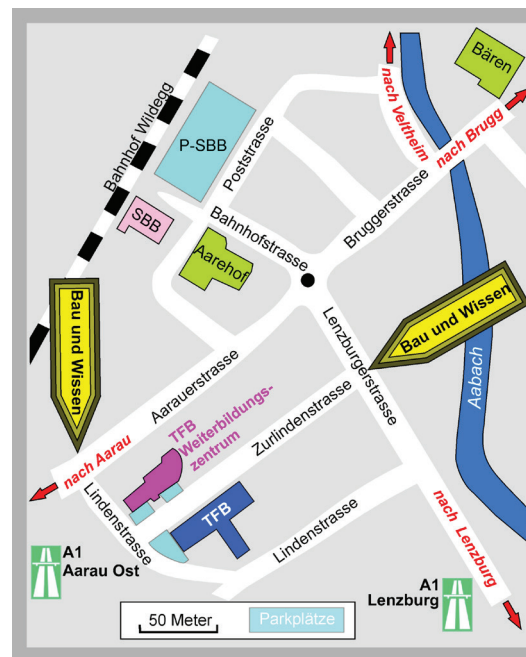 Bären
nach Veltheim
nach Brugg
Bahnhof Wildegg
P-SBB
Poststrasse
SBB
Bahnhofstrasse
Bruggerstrasse
Aarehof
Bau und Wissen
Bau und Wissen
Lenzburgerstrasse
Aabach
Aarauerstrasse
TFB
Weiterbildungs-
zentrum
Zurlindenstrasse
nach Aarau
Lindenstrasse
TFB
Lindenstrasse
nach Lenzburg
A1
Aarau Ost
A1
Lenzburg
50 Meter
Parkplätze